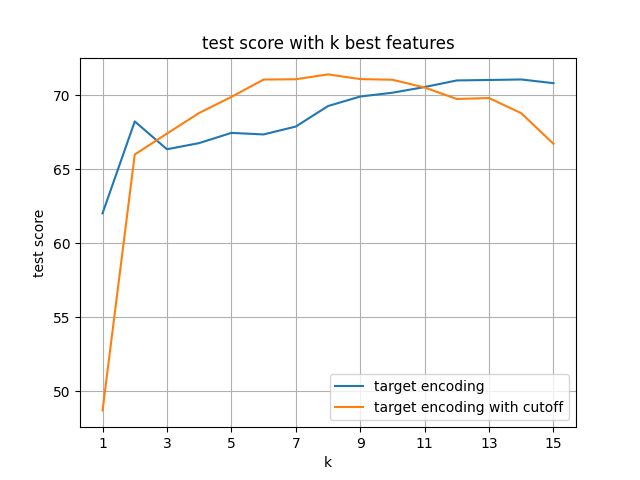 test score with k best features
test score
70
65
60
55
50
1 3 5 7 9 11 13 15
k
target encoding
target encoding with cutoff